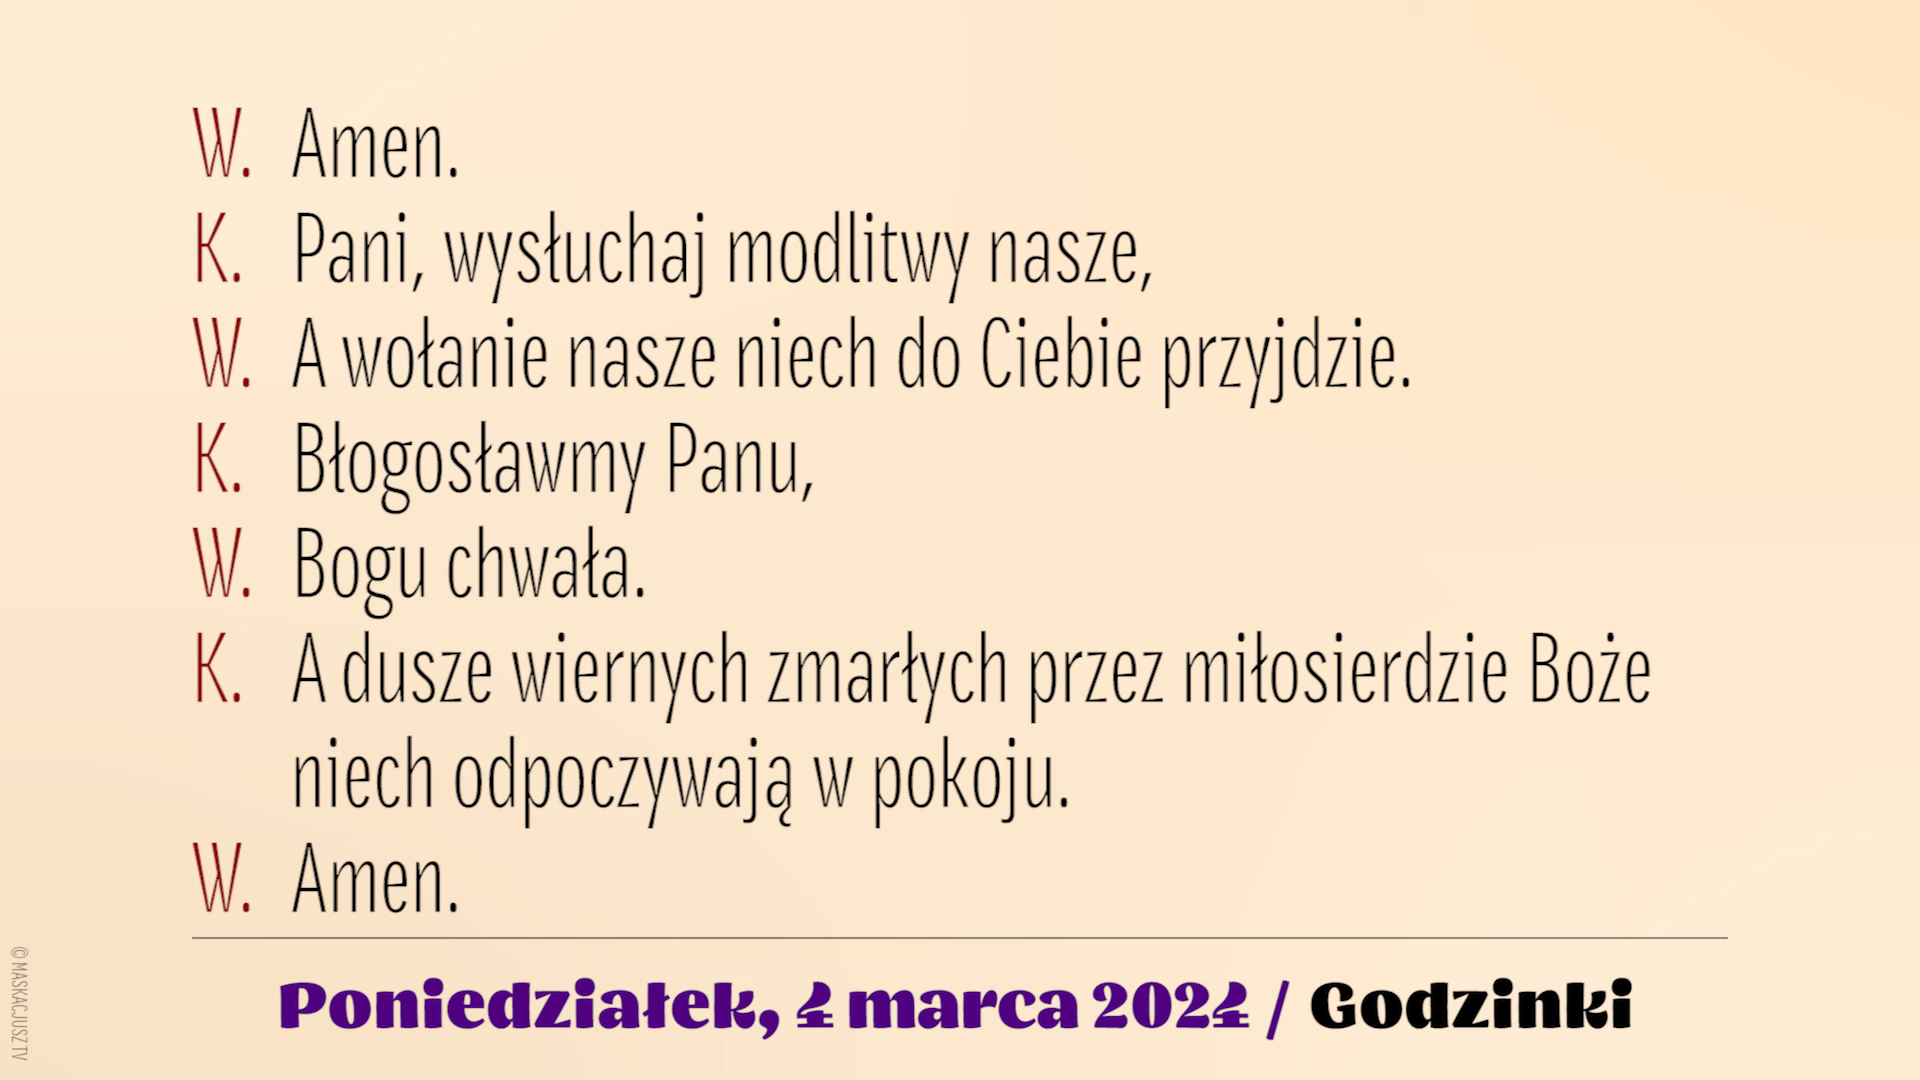 W. Amen.
K. Pani, wysłuchaj modlitwy nasze,
W. A wołanie nasze niech do Ciebie przyjdzie.
K. Błogosławmy Panu,
W. Bogu chwała.
K. A dusze wiernych zmarłych przez miłosierdzie Boże
niech odpoczywają w pokoju.
W. Amen.
Poniedziałek, 4 marca 2024 / Godzinki
© MASKACJUSZ TV